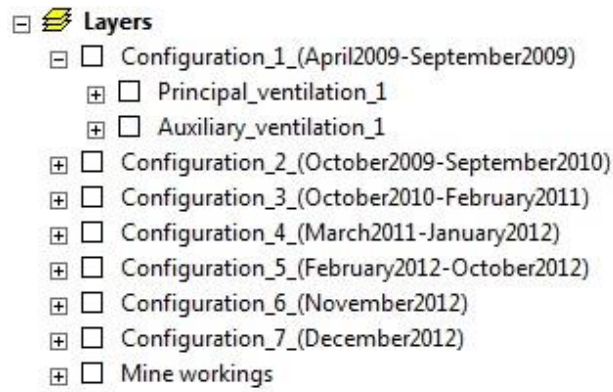 Layers
Configuration_1_(April2009-September2009)
Principal_ventilation_1
Auxiliary_ventilation_1
Configuration_2_(October2009-September2010)
Configuration_3_(October2010-February2011)
Configuration_4_(March2011-January2012)
Configuration_5_(February2012-October2012)
Configuration_6_(November2012)
Configuration_7_(December2012)
Mine workings